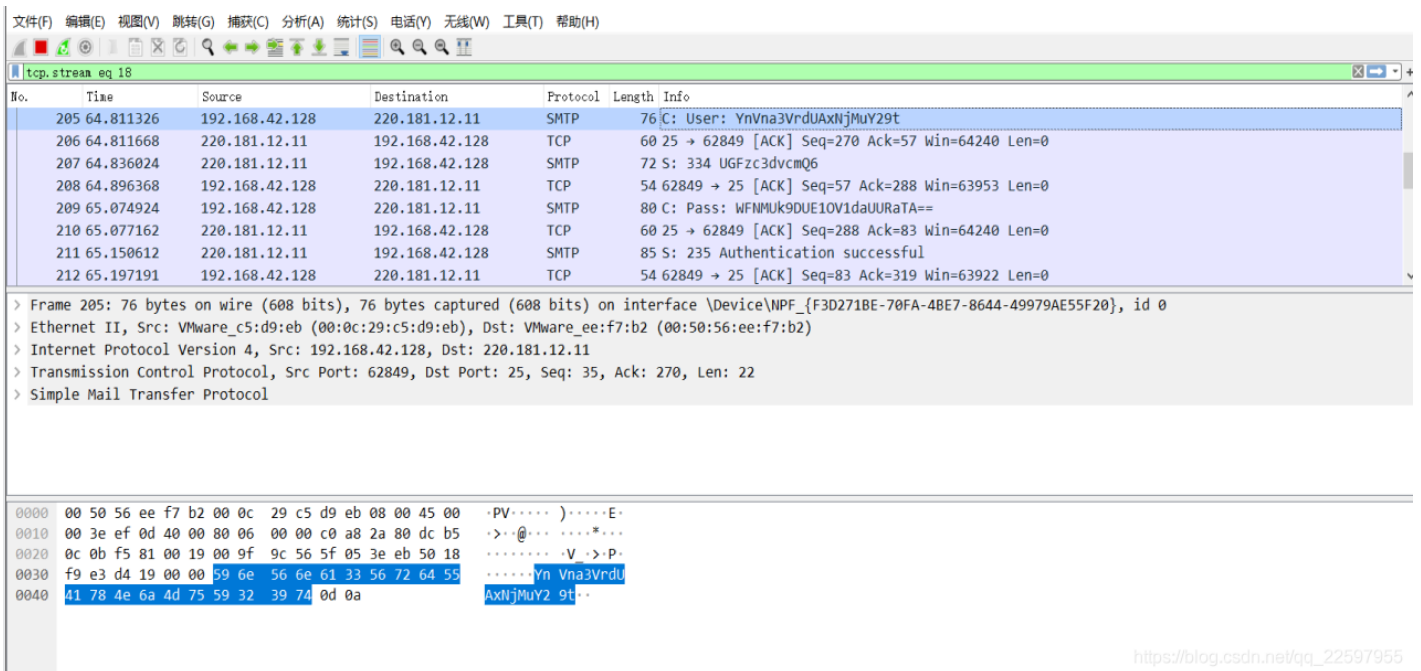 文件(F) 编辑(E) 视图(V) 跳转(G) 捕获(C) 分析(A) 统计(S) 电话(Y) 无线(W) 工具(T) 帮助(H)
tcp.stream eq 18
No. Time Source Destination Protocol Length Info
205 64.811326 192.168.42.128 220.181.12.11 SMTP 76 C: User: YnVna3VrdUAxNjMuY29t
206 64.811668 220.181.12.11 192.168.42.128 TCP 60 25 → 62849 [ACK] Seq=270 Ack=57 Win=64240 Len=0
207 64.836024 220.181.12.11 192.168.42.128 SMTP 72 S: 334 UGFzc3dvcmQ6
208 64.896368 192.168.42.128 220.181.12.11 TCP 54 62849 → 25 [ACK] Seq=57 Ack=288 Win=63953 Len=0
209 65.074924 192.168.42.128 220.181.12.11 SMTP 80 C: Pass: WFNMUk9DUE1OV1daUURaTA==
210 65.077162 220.181.12.11 192.168.42.128 TCP 60 25 → 62849 [ACK] Seq=288 Ack=83 Win=64240 Len=0
211 65.150612 220.181.12.11 192.168.42.128 SMTP 85 S: 235 Authentication successful
212 65.197191 192.168.42.128 220.181.12.11 TCP 54 62849 → 25 [ACK] Seq=83 Ack=319 Win=63922 Len=0
> Frame 205: 76 bytes on wire (608 bits), 76 bytes captured (608 bits) on interface \Device\NPF_{F3D271BE-70FA-4BE7-8644-49979AE55F20}, id 0
> Ethernet II, Src: VMware_c5:d9:eb (00:0c:29:c5:d9:eb), Dst: VMware_ee:f7:b2 (00:50:56:ee:f7:b2)
> Internet Protocol Version 4, Src: 192.168.42.128, Dst: 220.181.12.11
> Transmission Control Protocol, Src Port: 62849, Dst Port: 25, Seq: 35, Ack: 270, Len: 22
> Simple Mail Transfer Protocol
0000 00 50 56 ee f7 b2 00 0c 29 c5 d9 eb 08 00 45 00 ·PV····· )·····E·
0010 00 3e ef 0d 40 00 80 06 00 00 c0 a8 2a 80 dc b5 ·>··@··· ····*···
0020 0c 0b f5 81 00 19 00 9f 9c 56 5f 05 3e eb 50 18 ········ ·V_·>·P·
0030 f9 e3 d4 19 00 00 59 6e 56 6e 61 33 56 72 64 55 ······Yn Vna3VrdU
0040 41 78 4e 6a 4d 75 59 32 39 74 0d 0a AxNjMuY2 9t··
https://blog.csdn.net/qq_22597955